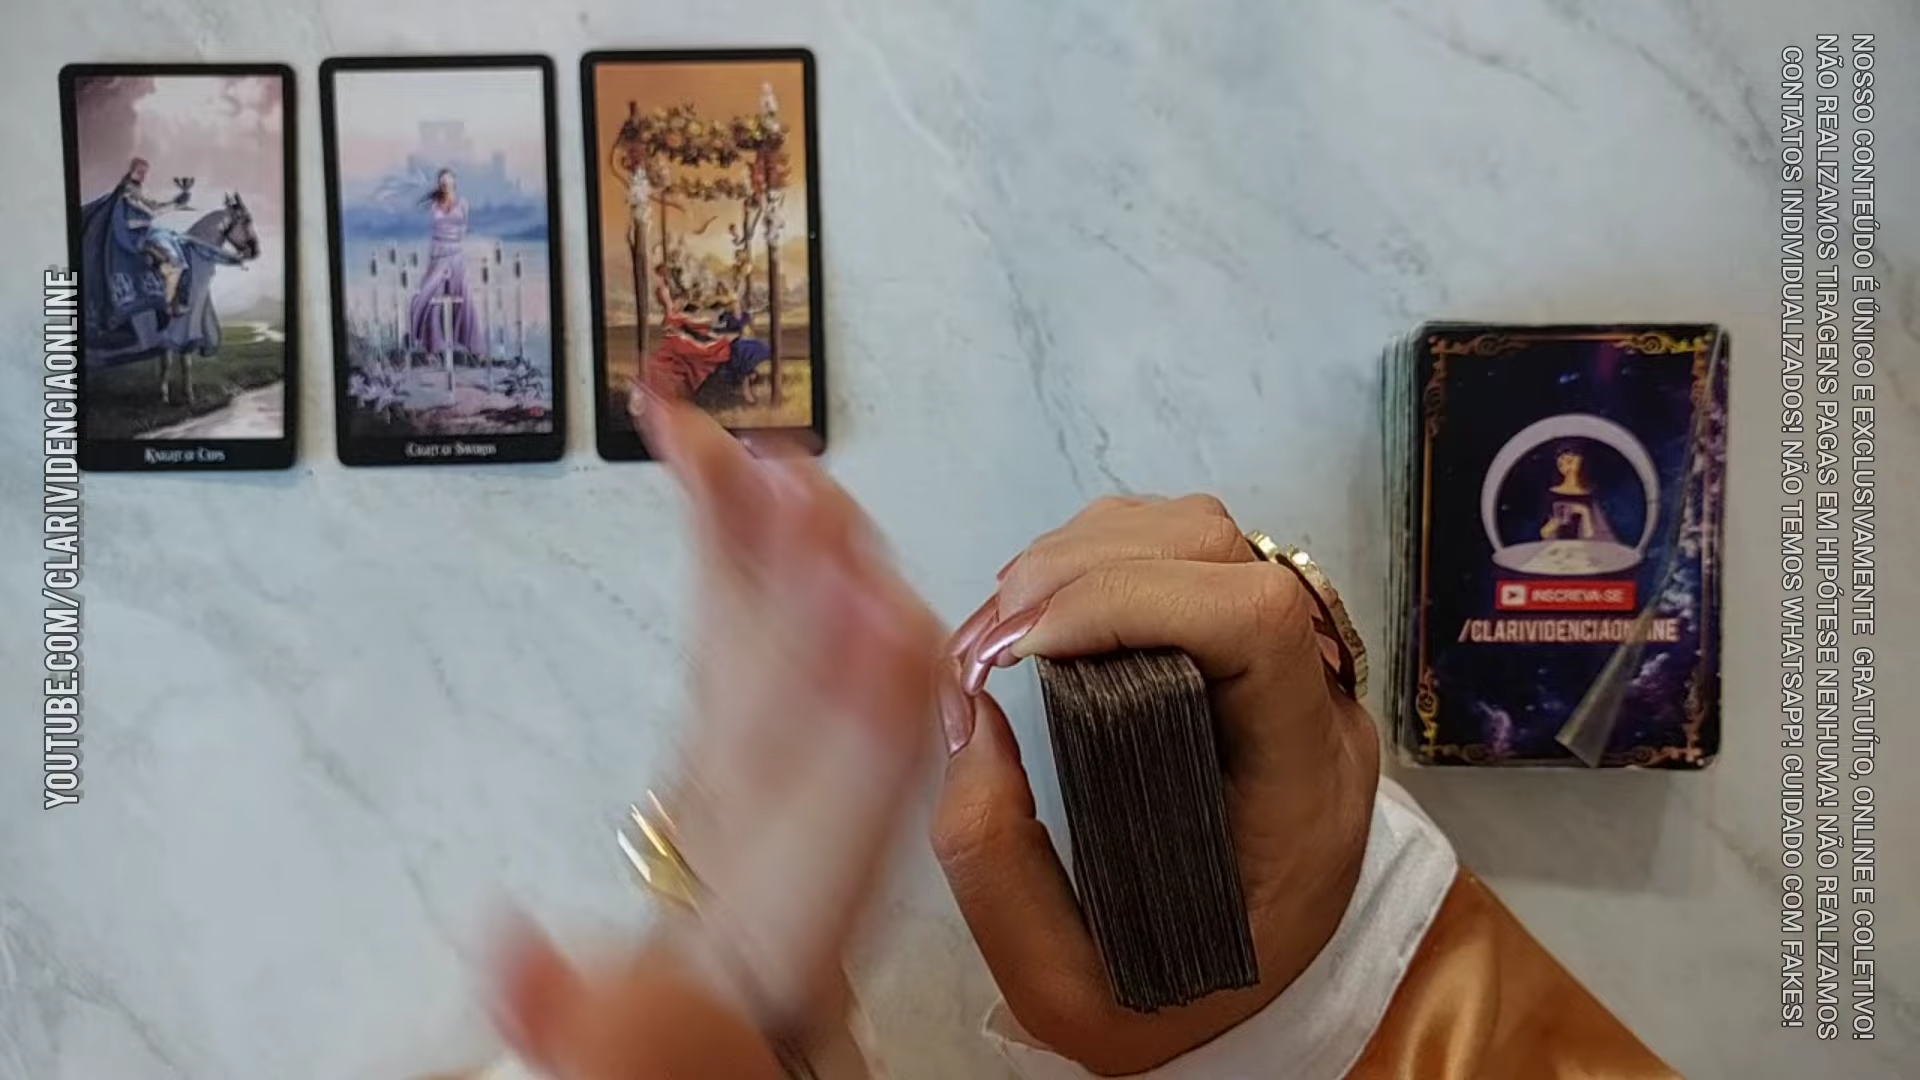 YOUTUBE.COM/CLARIVIDENCIAONLINE
KNIGHT OF CUPS
EIGHT OF SWORDS
INSCREVA-SE
NOSSO CONTEÚDO É ÚNICO E EXCLUSIVAMENTE GRATUÍTO, ONLINE E COLETIVO!
NÃO REALIZAMOS TIRAGENS PAGAS EM HIPÓTESE NENHUMA! NÃO REALIZAMOS
CONTATOS INDIVIDUALIZADOS! NÃO TEMOS WHATSAPP! CUIDADO COM FAKES!